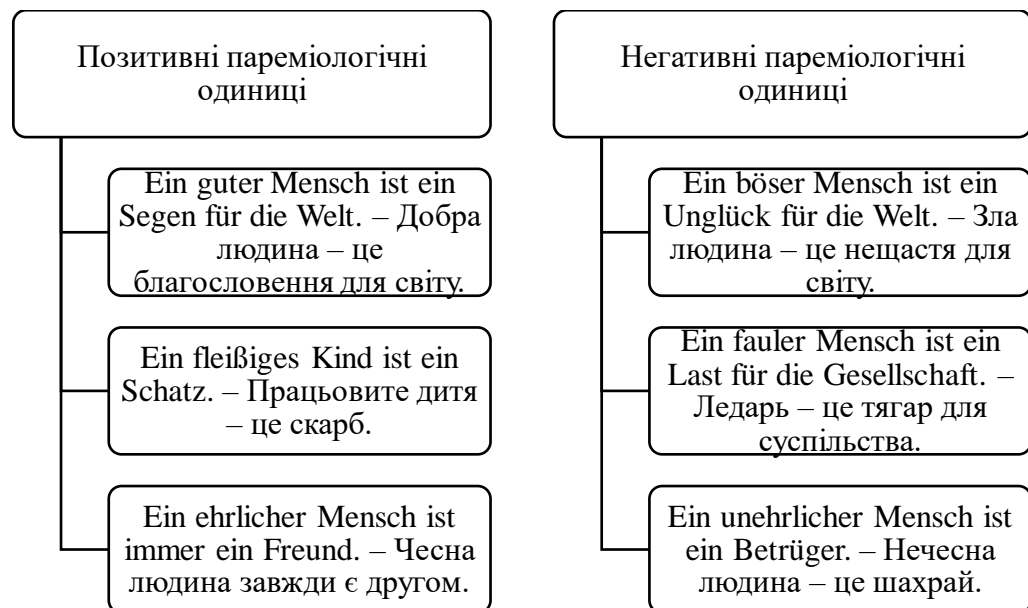 Позитивні пареміологічні
одиниці
Ein guter Mensch ist ein
Segen für die Welt. – Добра
людина – це
благословення для світу.
Ein fleißiges Kind ist ein
Schatz. – Працьовите дитя
– це скарб.
Ein ehrlicher Mensch ist
immer ein Freund. – Чесна
людина завжди є другом.
Негативні пареміологічні
одиниці
Ein böser Mensch ist ein
Unglück für die Welt. – Зла
людина – це нещастя для
світу.
Ein fauler Mensch ist ein
Last für die Gesellschaft. –
Ледарь – це тягар для
суспільства.
Ein unehrlicher Mensch ist
ein Betrüger. – Нечесна
людина – це шахрай.